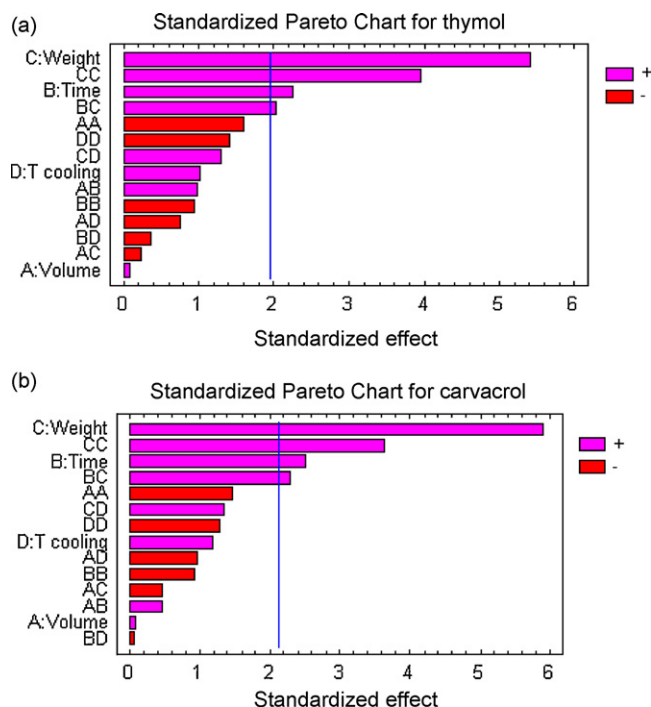 (a)
Standardized Pareto Chart for thymol
C:Weight
CC
B:Time
BC
AA
DD
CD
D:T cooling
AB
BB
AD
BD
AC
A:Volume
+
-
0 1 2 3 4 5 6
Standardized effect
(b)
Standardized Pareto Chart for carvacrol
C:Weight
CC
B:Time
BC
AA
CD
DD
D:T cooling
AD
BB
AC
AB
A:Volume
BD
+
-
0 1 2 3 4 5 6
Standardized effect